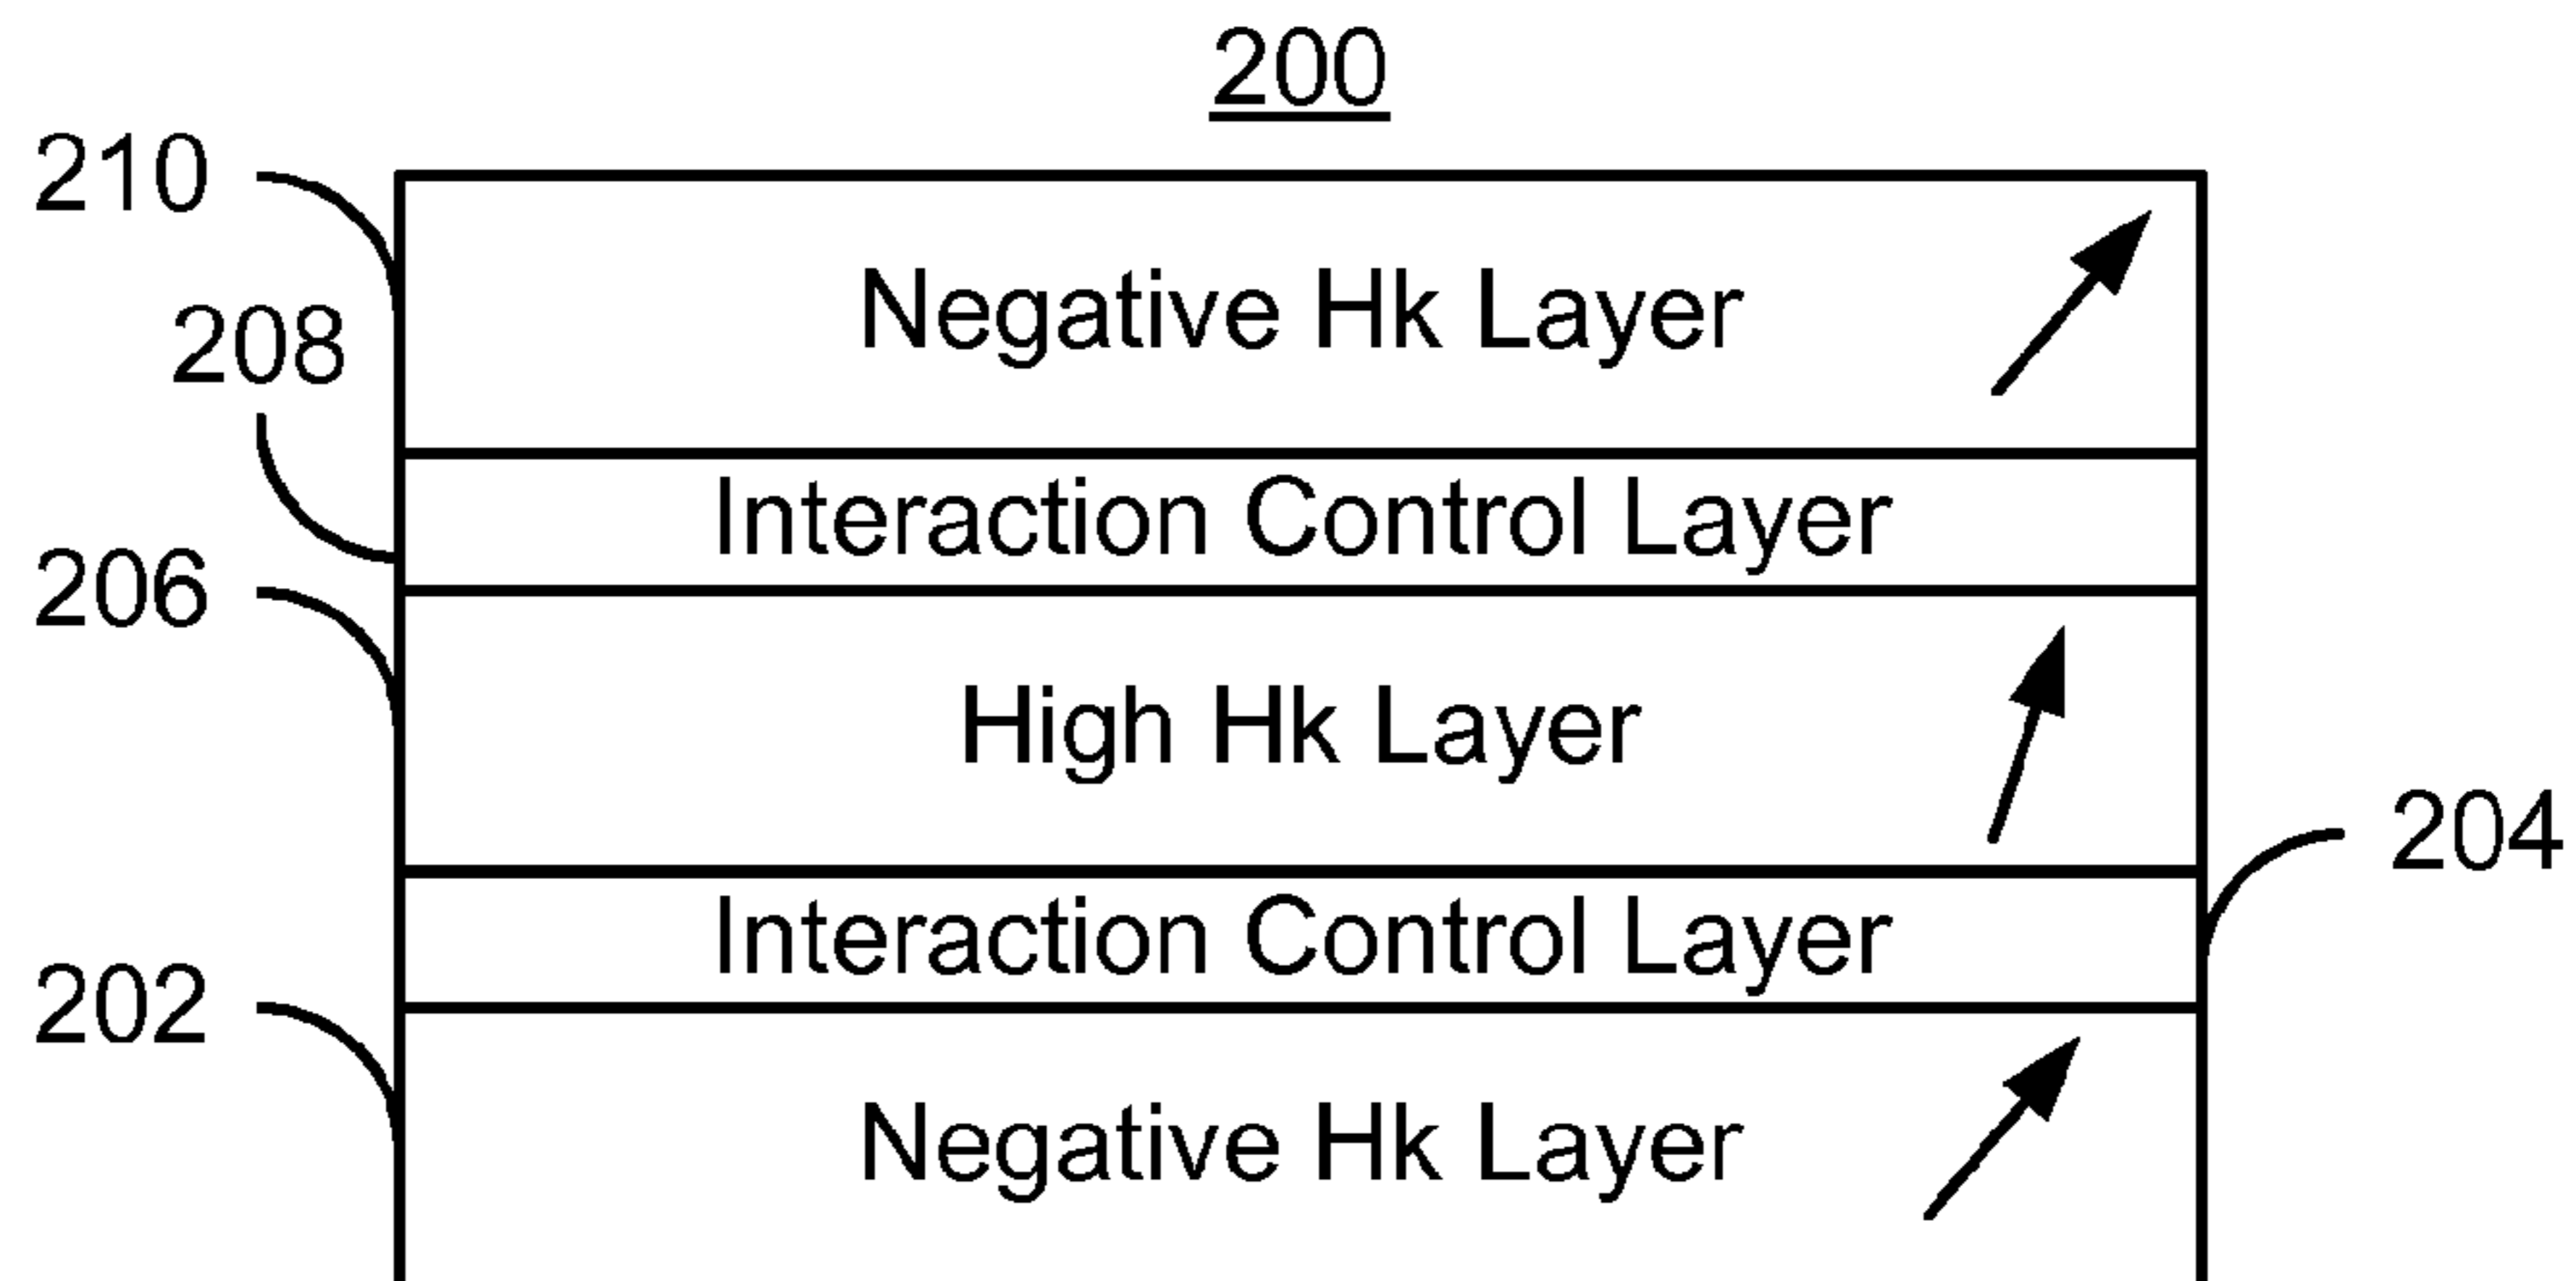 200
210
Negative Hk Layer
208
Interaction Control Layer
206
High Hk Layer
204
Interaction Control Layer
202
Negative Hk Layer